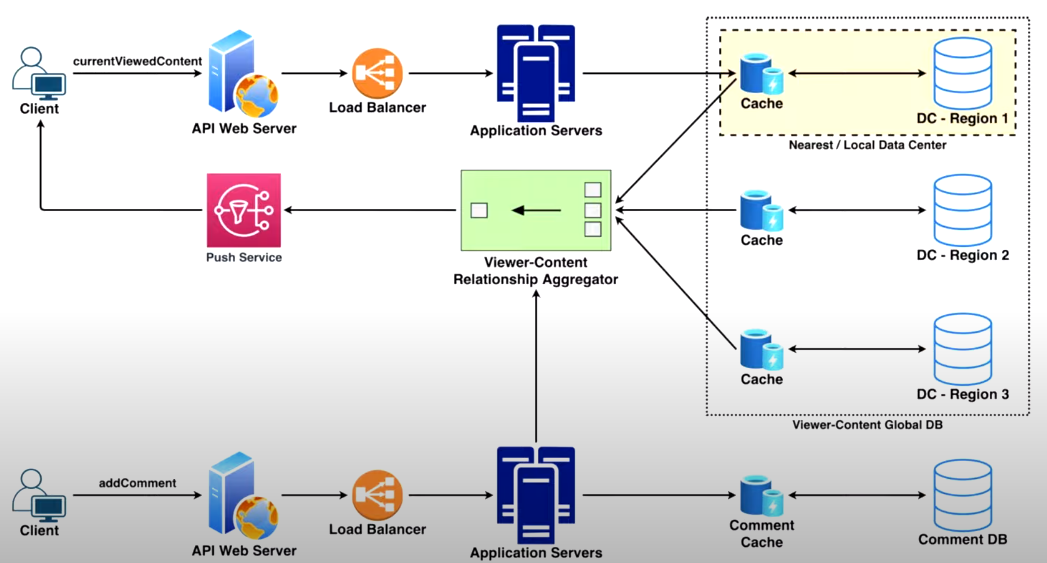 currentViewedContent
Client
API Web Server
Load Balancer
Application Servers
Cache
DC - Region 1
Nearest / Local Data Center
Push Service
Viewer-Content
Relationship Aggregator
Cache
DC - Region 2
Cache
DC - Region 3
Viewer-Content Global DB
addComment
Client
API Web Server
Load Balancer
Application Servers
Comment
Cache
Comment DB